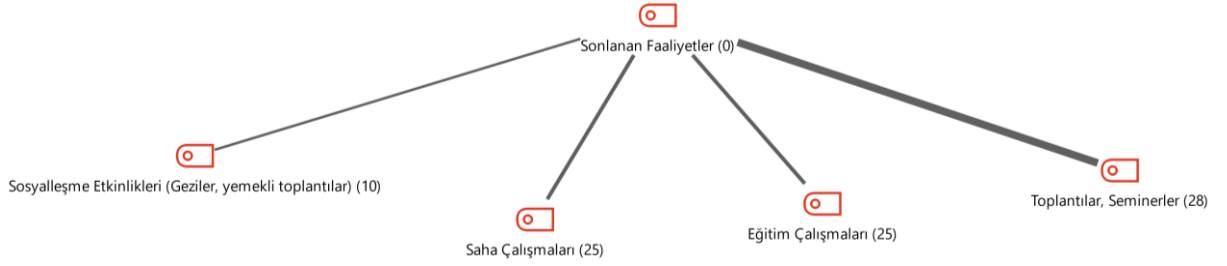 Sonlanan Faaliyetler (0)
Sosyalleşme Etkinlikleri (Geziler, yemekli toplantılar) (10)
Saha Çalışmaları (25)
Eğitim Çalışmaları (25)
Toplantılar, Seminerler (28)